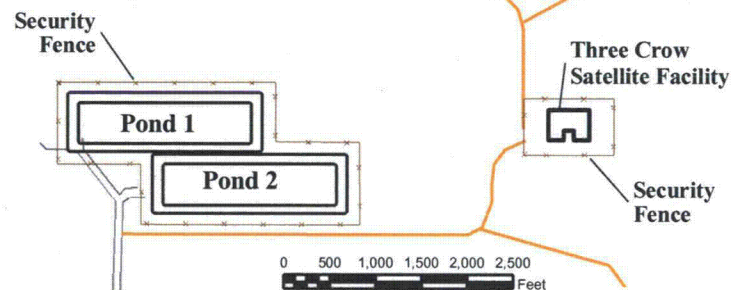 Security
Fence
Three Crow
Satellite Facility
Pond 1
Pond 2
Security
Fence
0 500 1,000 1,500 2,000 2,500
Feet